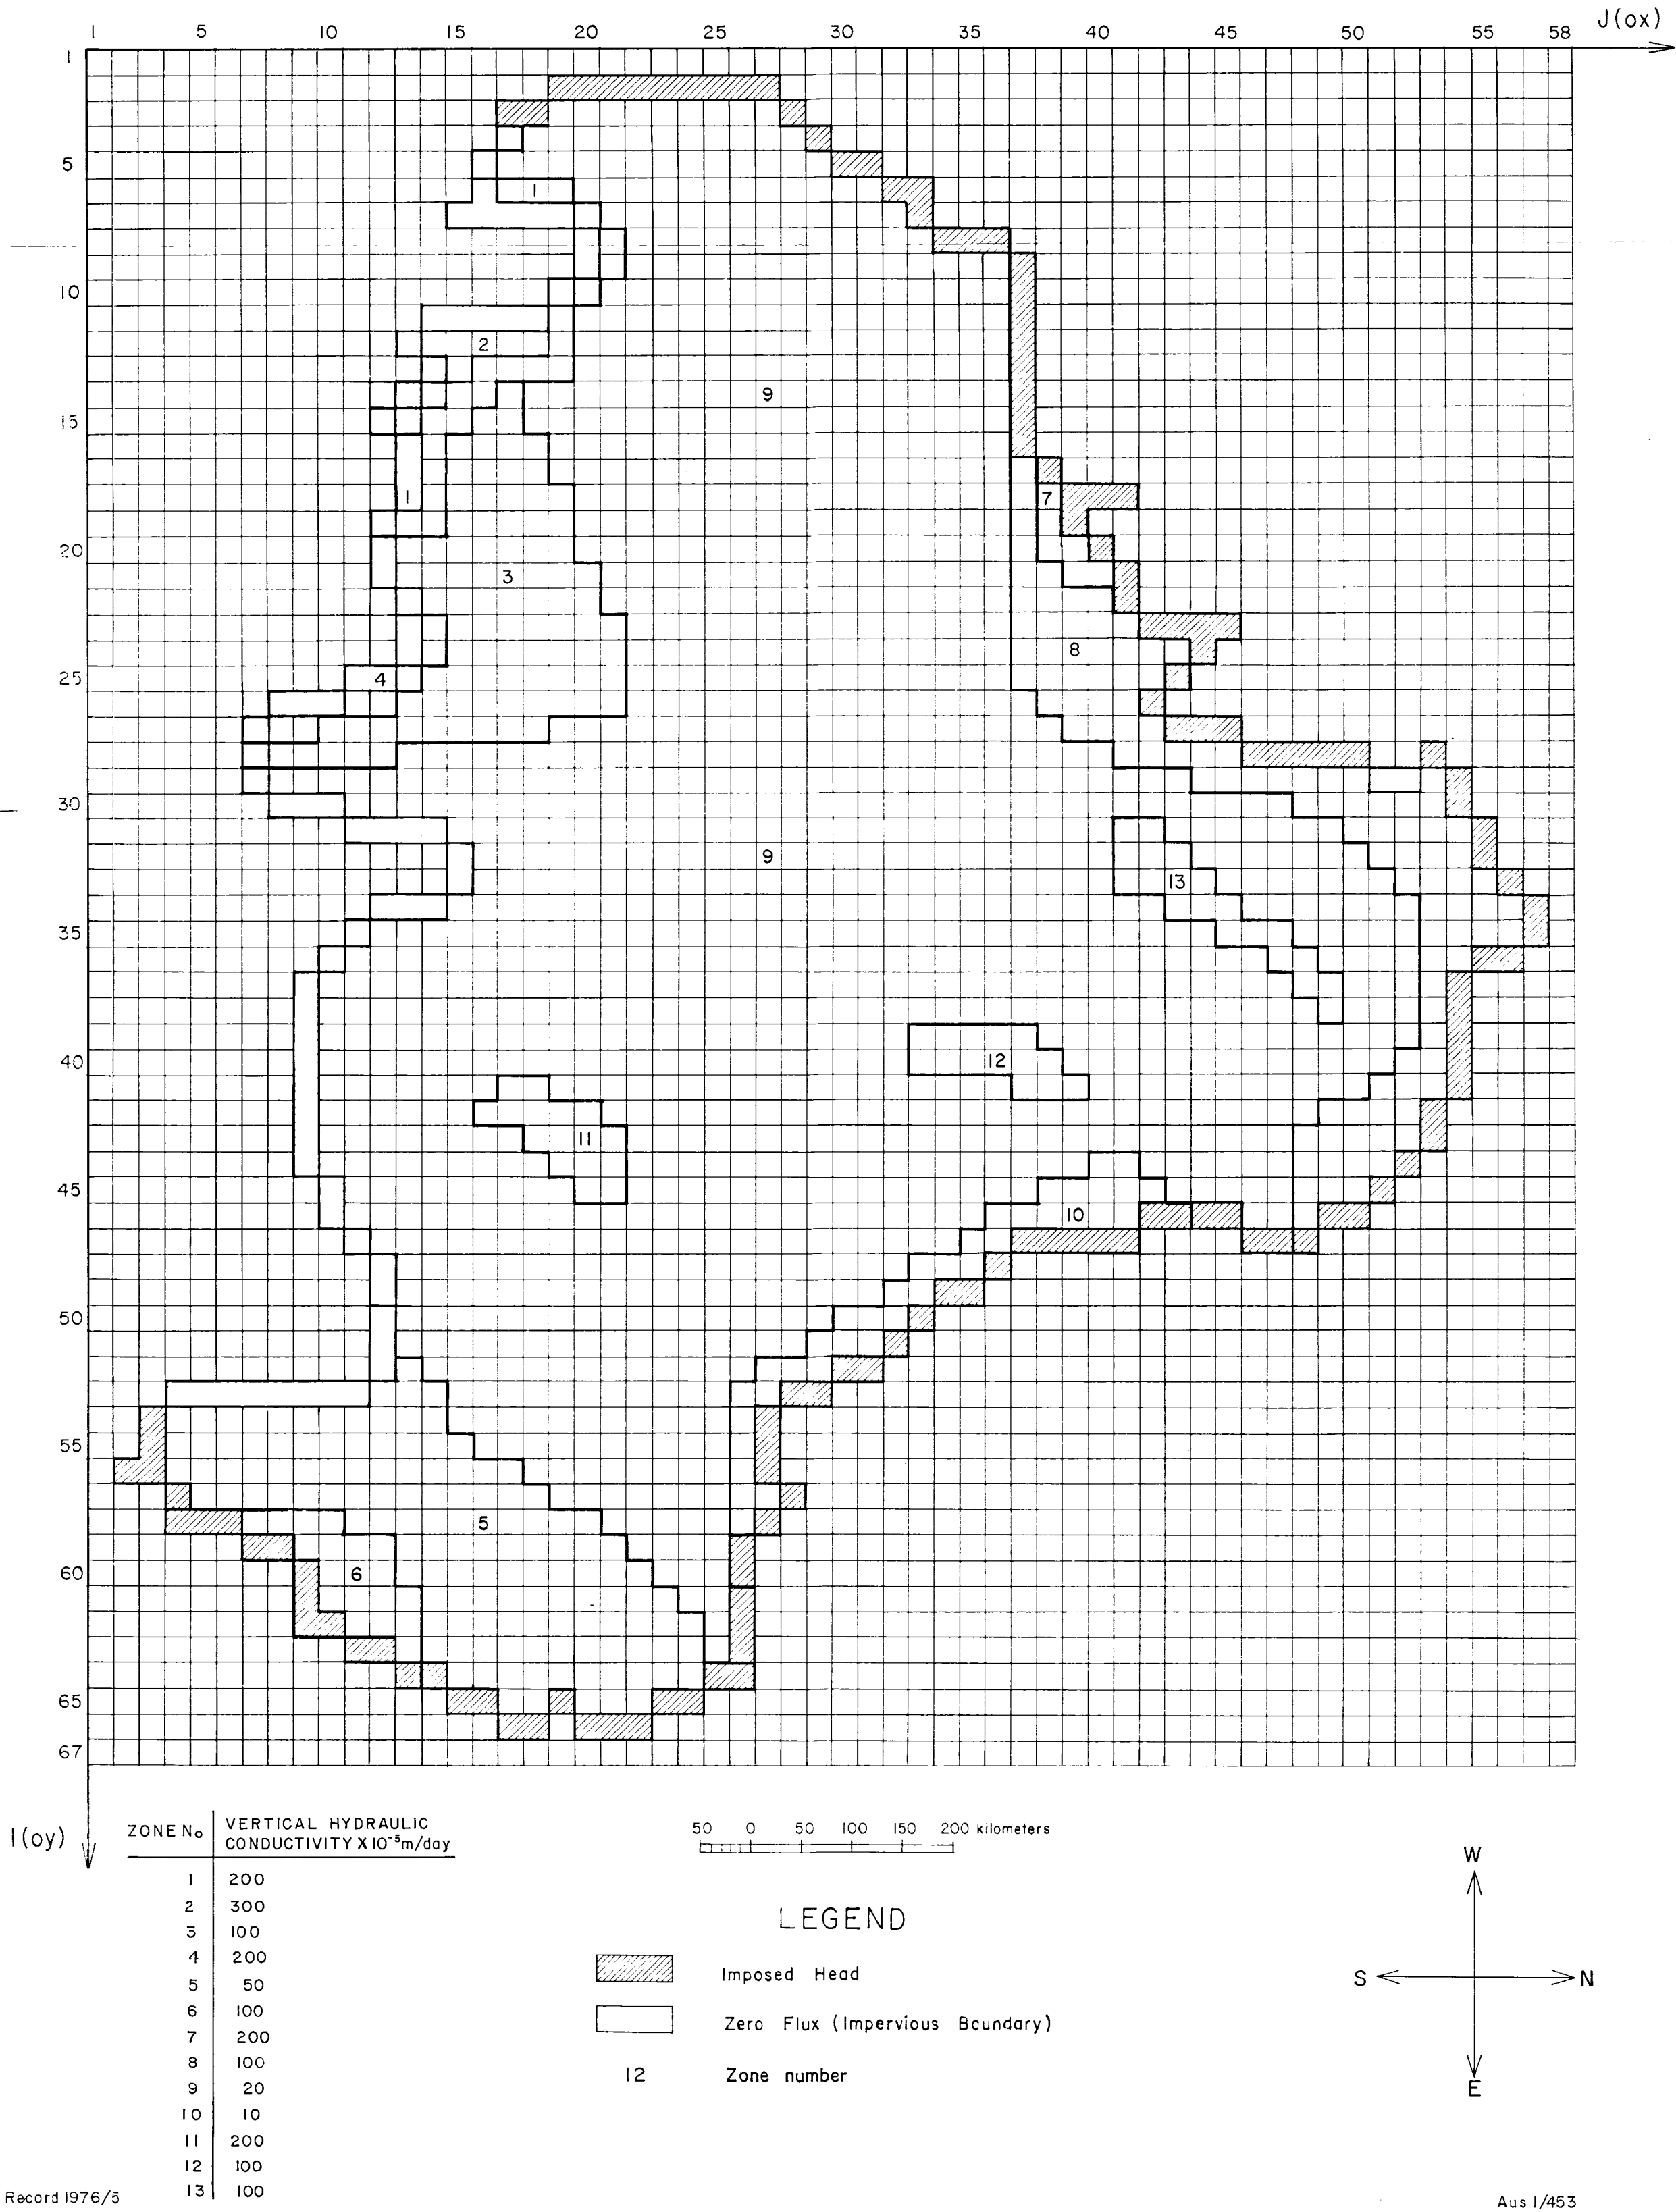 J(ox)
1 5 10 15 20 25 30 35 40 45 50 55 58
1
5
1
10
2
9
15
1
7
20
3
8
25
4
30
9
13
35
40
12
11
45
10
50
55
5
60
6
65
67
I(oy)
ZONE No
VERTICAL HYDRAULIC
CONDUCTIVITY X 10⁻⁵m/day
1 200
2 300
3 100
4 200
5 50
6 100
7 200
8 100
9 20
10 10
11 200
12 100
13 100
50 0 50 100 150 200 kilometers
LEGEND
Imposed Head
Zero Flux (Impervious Boundary)
12 Zone number
W
S N
E
Record 1976/5
Aus 1/453